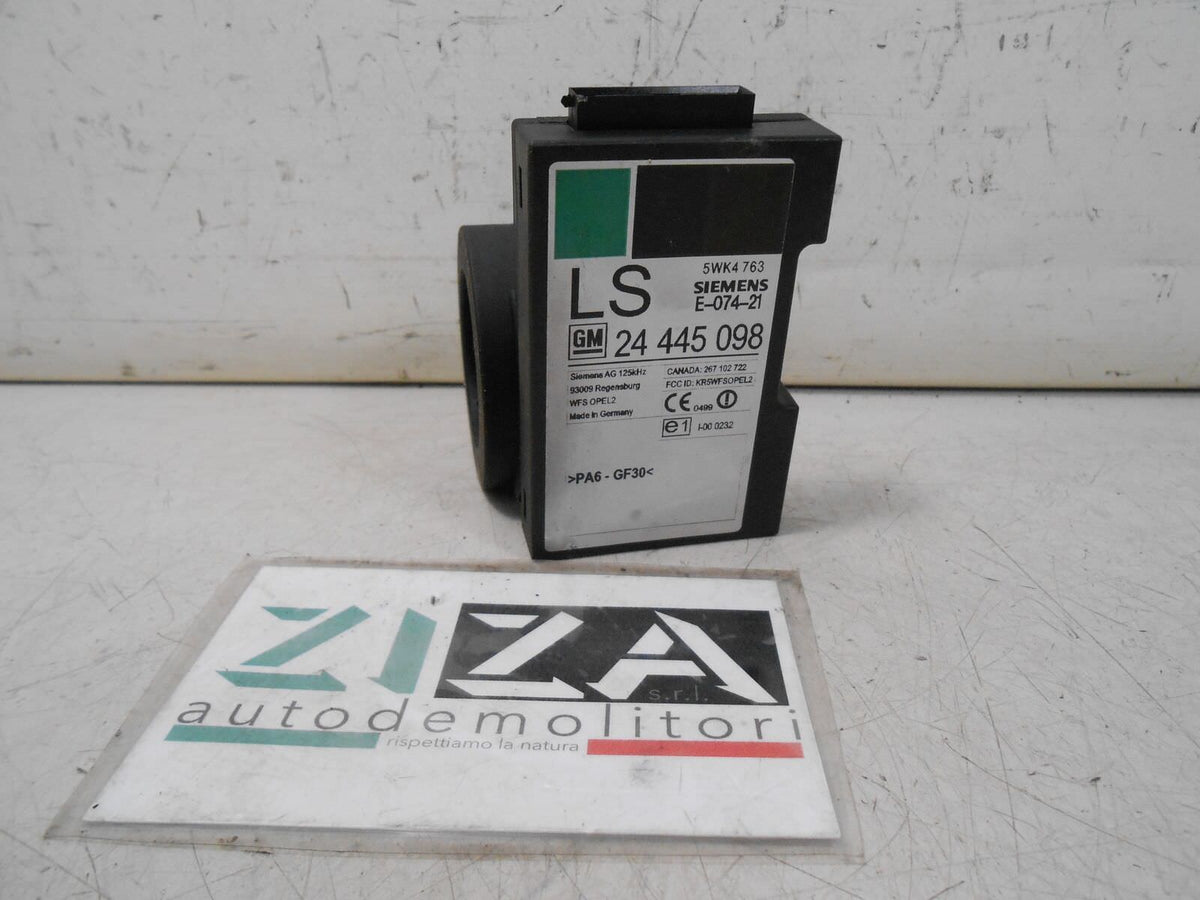 5WK4 763
LS
SIEMENS
E-074-21
GM 24 445 098
Siemens AG 125kHz
93009 Regensburg
WFS OPEL2
Made in Germany
CANADA: 267 102 722
FCC ID: KR5WFSOPEL2
CE 0499
e1 I-00 0232
>PA6 - GF30<
ZIZA
s.r.l.
autodemolitori
rispettiamo la natura